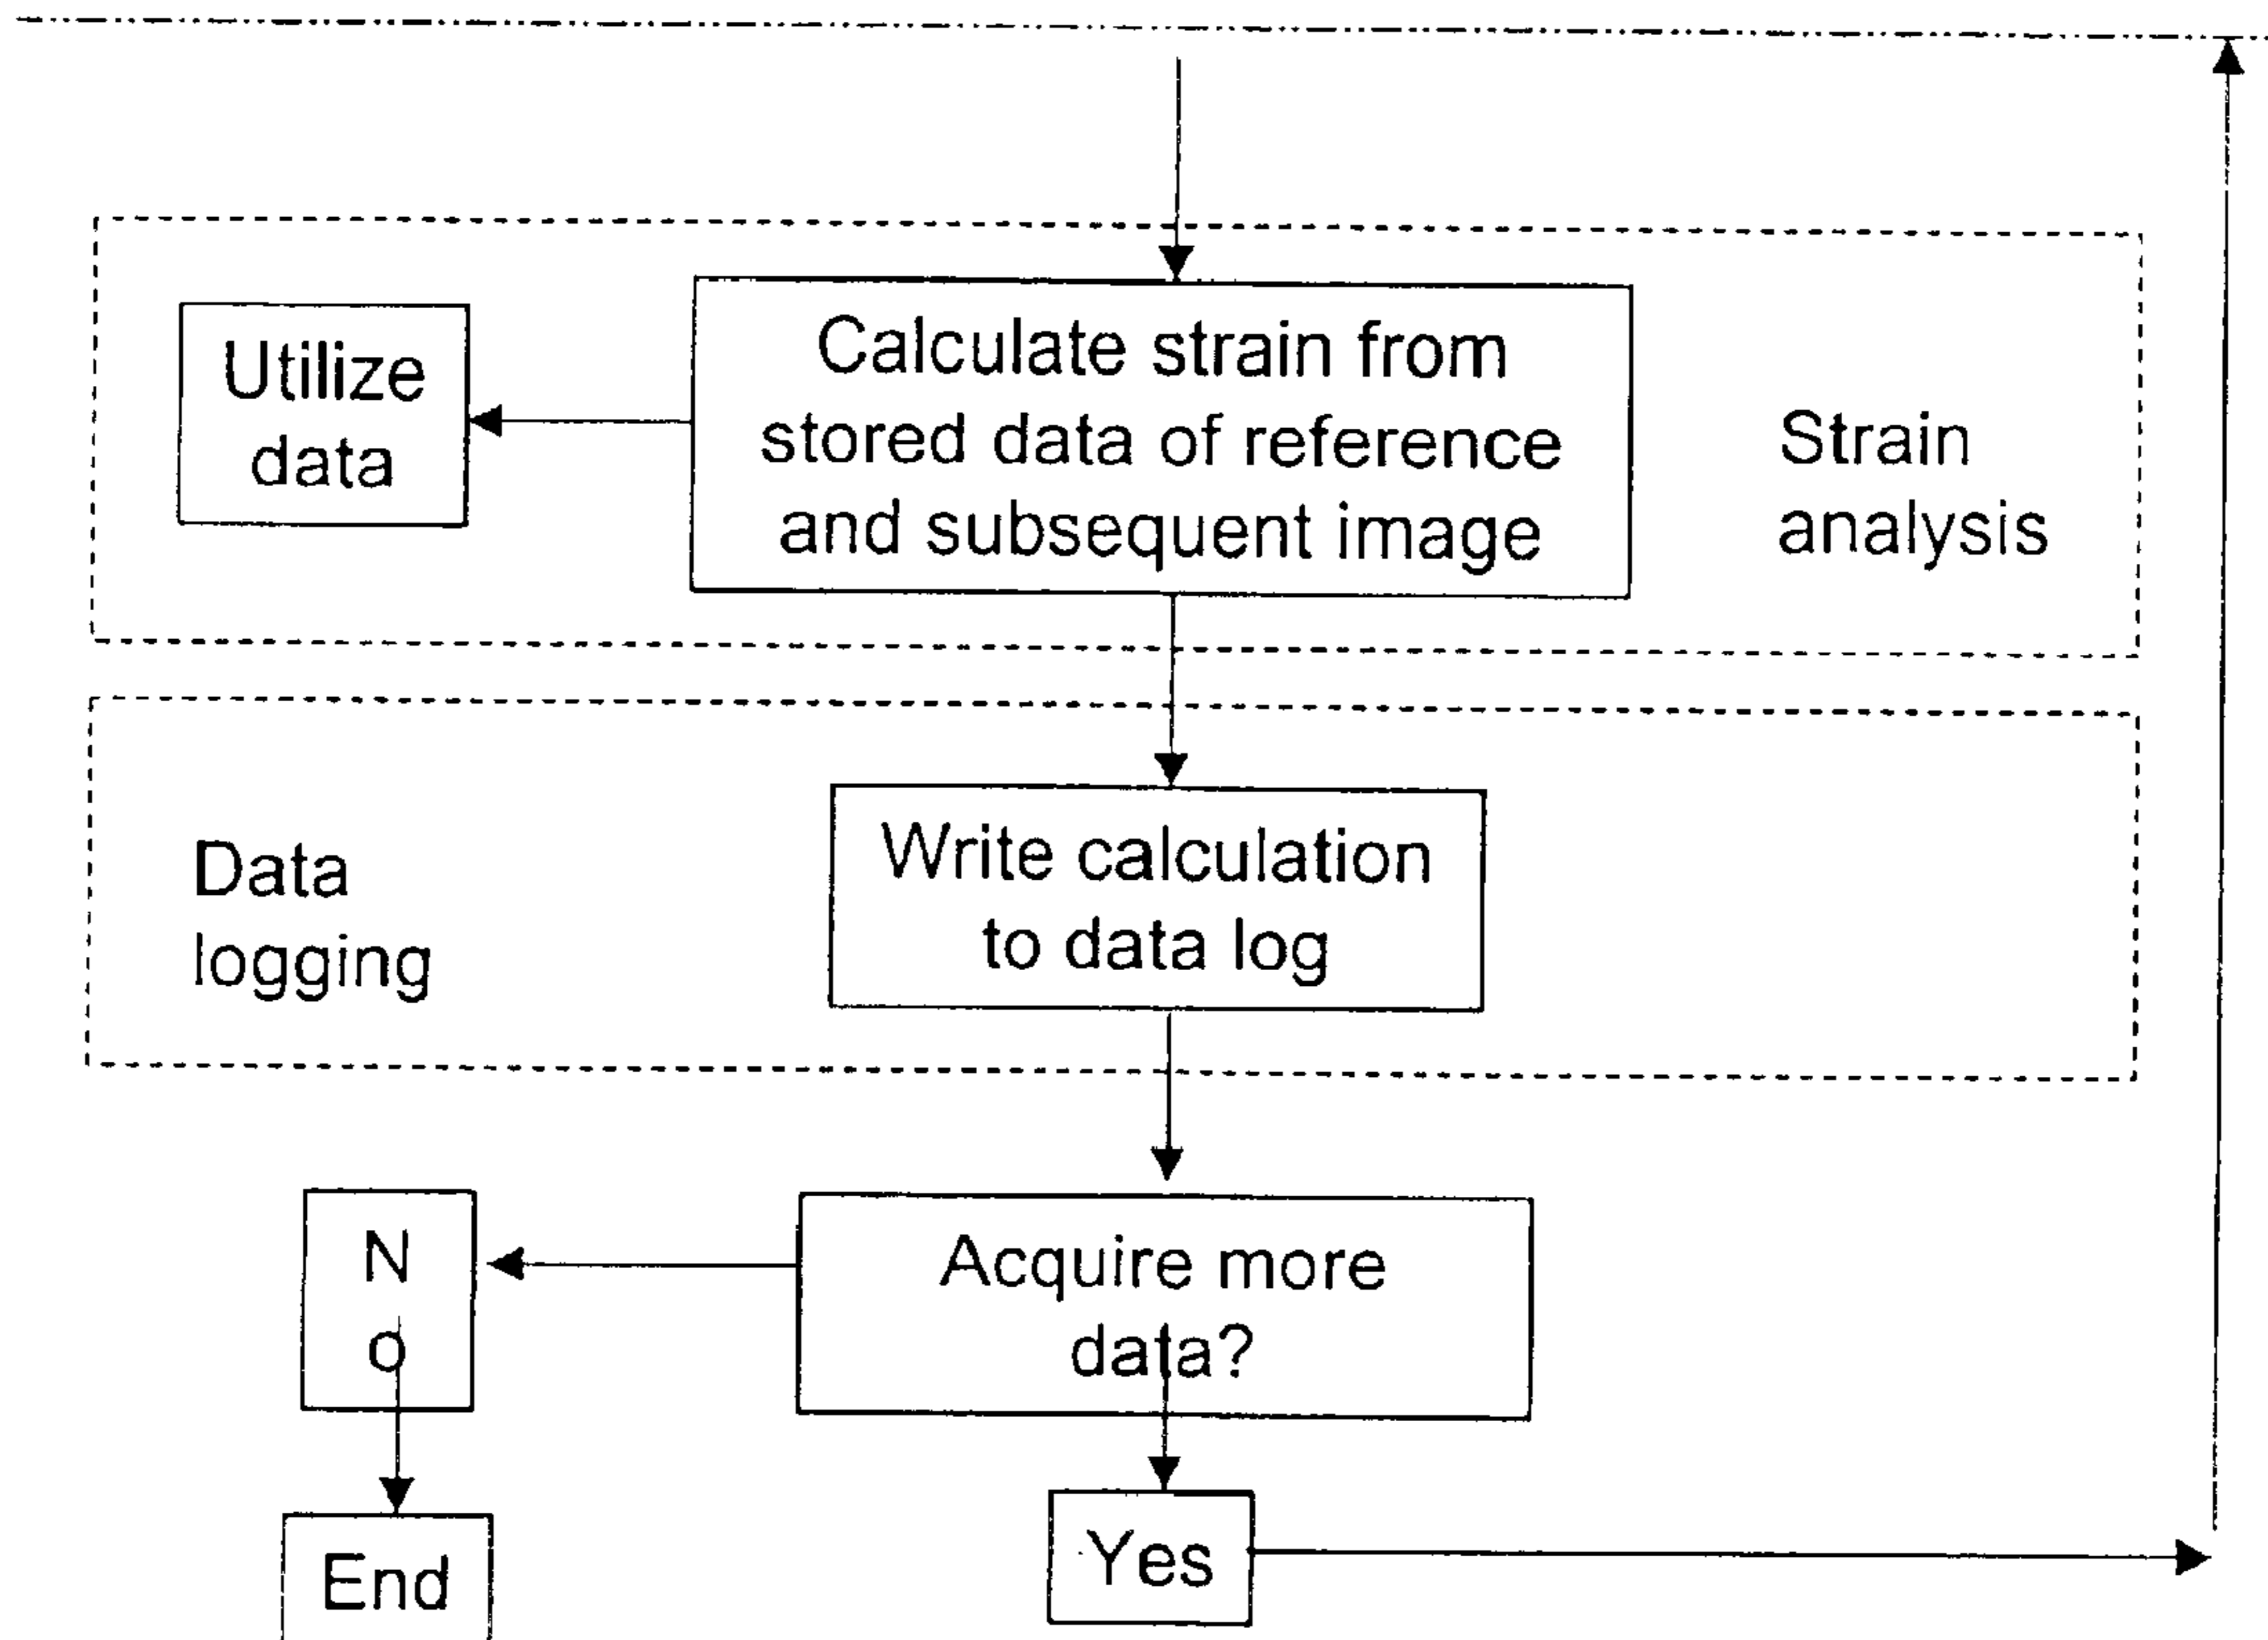 Utilize
data
Calculate strain from
stored data of reference
and subsequent image
Strain
analysis
Data
logging
Write calculation
to data log
N
o
Acquire more
data?
End
Yes